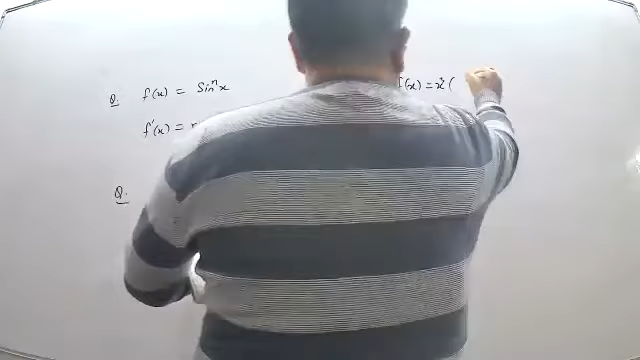 Q. f(x) = Sinⁿx
(x) = x² (
f'(x) =
Q.